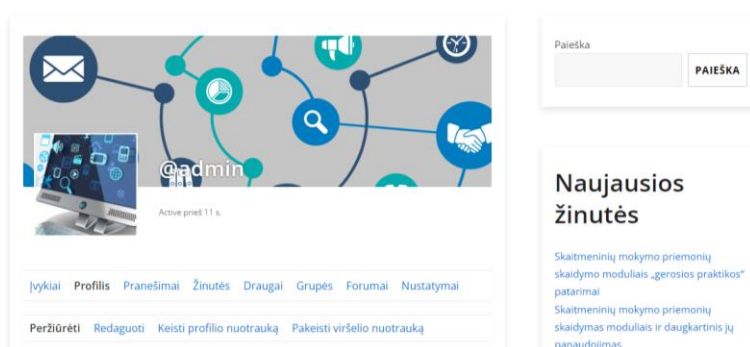 @admin
Active prieš 11 s.
Įvykiai Profilis Pranešimai Žinutės Draugai Grupės Forumai Nustatymai
Peržiūrėti Redaguoti Keisti profilio nuotrauką Pakeisti viršelio nuotrauką
Paieška
PAIEŠKA
Naujausios
žinutės
Skaitmeninių mokymo priemonių
skaidymo moduliais „gerosios praktikos"
patarimai
Skaitmeninių mokymo priemonių
skaidymas moduliais ir daugkartinis jų
panaudojimas